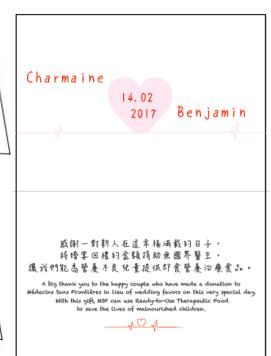 Charmaine
14.02
2017
Benjamin
感謝一對新人在這幸福滿載的日子，
將婚宴回禮的金額捐助無國界醫生，
讓我們能為營養不良兒童提供即食營養治療食品。
A big thank you to the happy couple who have made a donation to
Médecins Sans Frontières in lieu of wedding favors on this very special day.
With this gift, MSF can use Ready-to-Use Therapeutic Food
to save the lives of malnourished children.